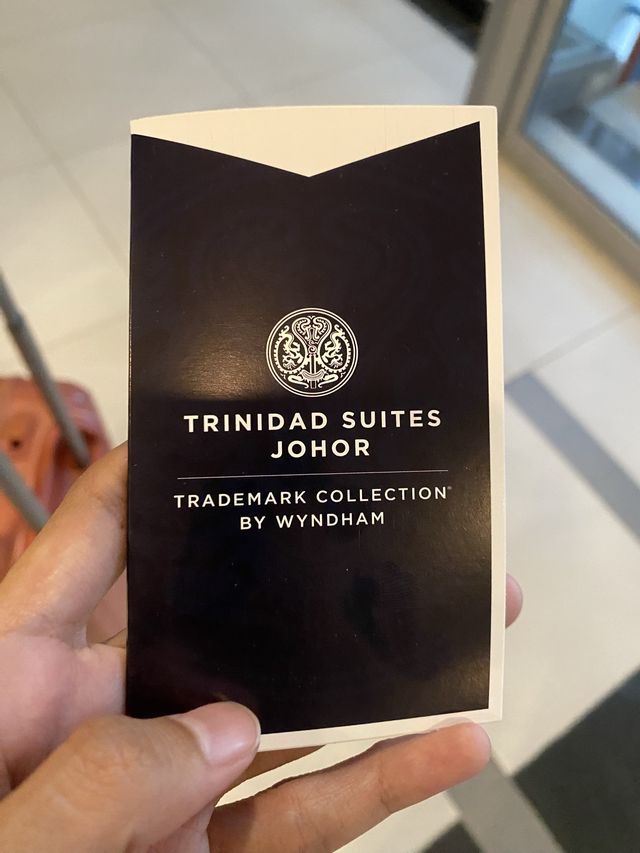 TRINIDAD SUITES
JOHOR
TRADEMARK COLLECTION®
BY WYNDHAM